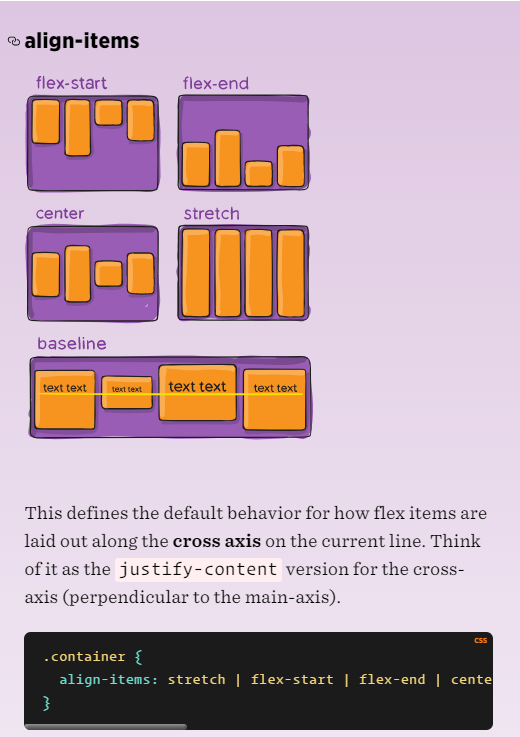 align-items
flex-start
flex-end
center
stretch
baseline
text text
text text
text text
text text
This defines the default behavior for how flex items are
laid out along the cross axis on the current line. Think
of it as the justify-content version for the cross-
axis (perpendicular to the main-axis).
css
.container {
align-items: stretch | flex-start | flex-end | cente
}